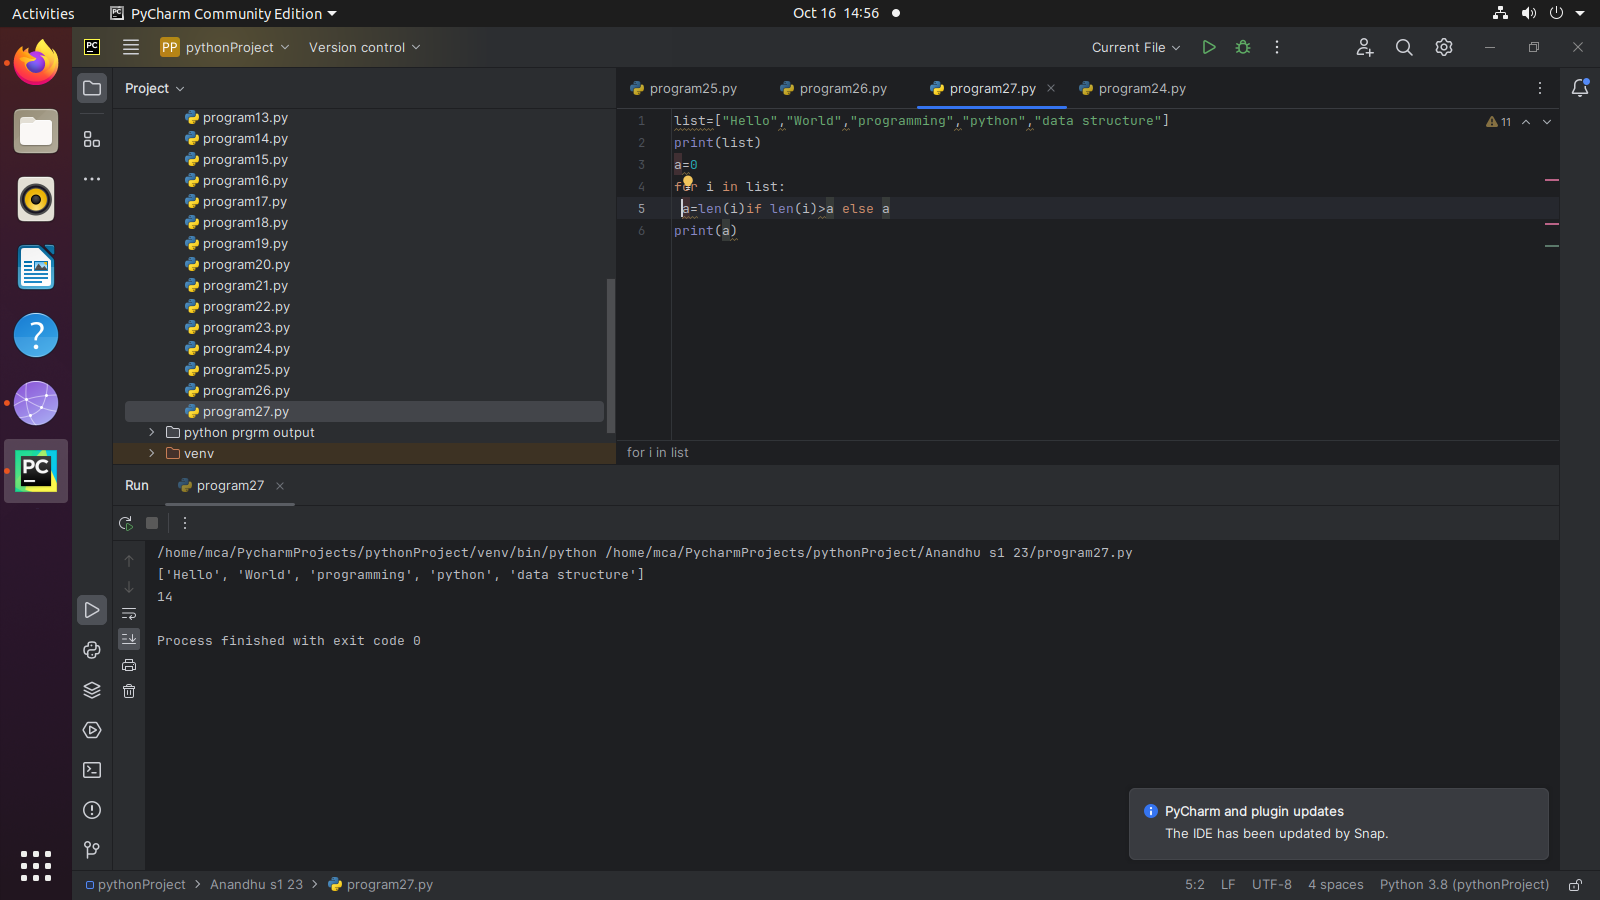 Activities PyCharm Community Edition Oct 16 14:56
PC PP pythonProject Version control Current File
Project program25.py program26.py program27.py program24.py
program13.py
program14.py
program15.py
program16.py
program17.py
program18.py
program19.py
program20.py
program21.py
program22.py
program23.py
program24.py
program25.py
program26.py
program27.py
python prgrm output
venv
1 list=["Hello","World","programming","python","data structure"] 11
2 print(list)
3 a=0
4 for i in list:
5 a=len(i)if len(i)>a else a
6 print(a)
for i in list
PC
Run program27
/home/mca/PycharmProjects/pythonProject/venv/bin/python /home/mca/PycharmProjects/pythonProject/Anandhu s1 23/program27.py
['Hello', 'World', 'programming', 'python', 'data structure']
14
Process finished with exit code 0
PyCharm and plugin updates
The IDE has been updated by Snap.
pythonProject > Anandhu s1 23 > program27.py 5:2 LF UTF-8 4 spaces Python 3.8 (pythonProject)